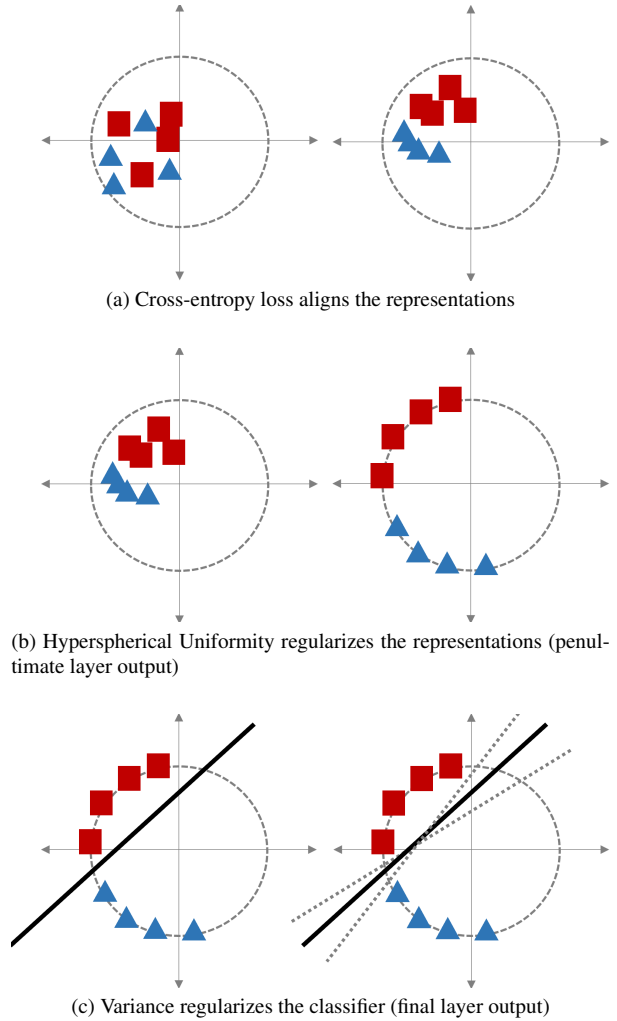 (a) Cross-entropy loss aligns the representations
(b) Hyperspherical Uniformity regularizes the representations (penul-
timate layer output)
(c) Variance regularizes the classifier (final layer output)